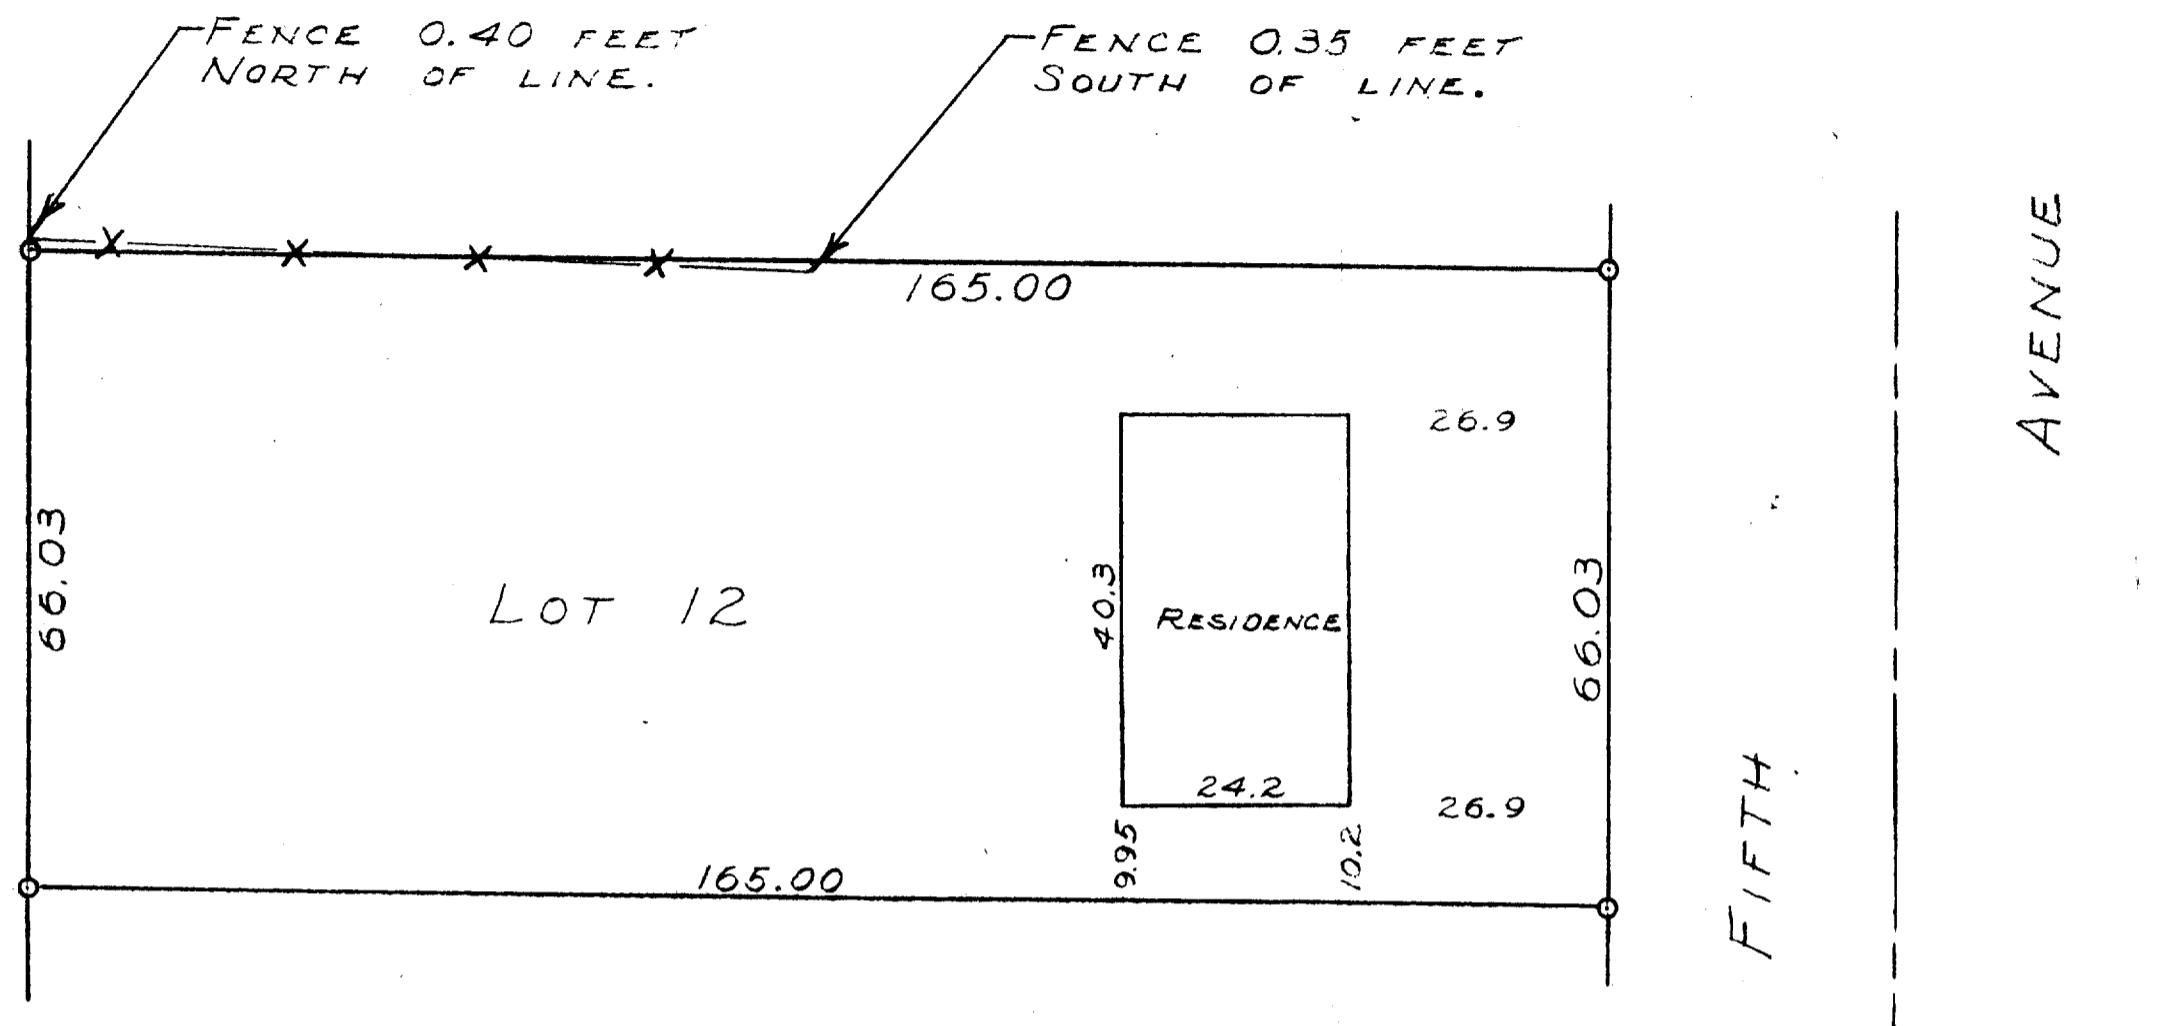 FENCE 0.40 FEET
NORTH OF LINE.
FENCE 0.35 FEET
SOUTH OF LINE.
165.00
26.9
66.03
LOT 12
40.3
RESIDENCE
66.03
24.2
26.9
9.95
10.2
165.00
FIFTH AVENUE